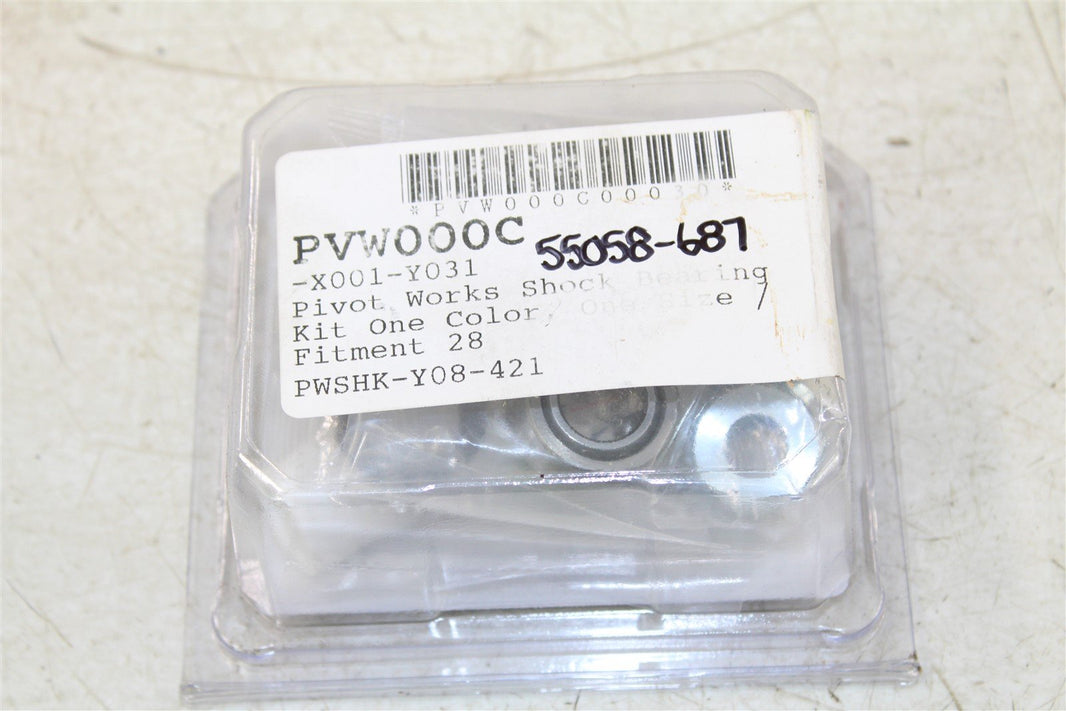 *PVW000C00030*
PVW000C 55058-687
-X001-Y031
Pivot Works Shock Bearing
Kit One Color, One Size /
Fitment 28
PWSHK-Y08-421